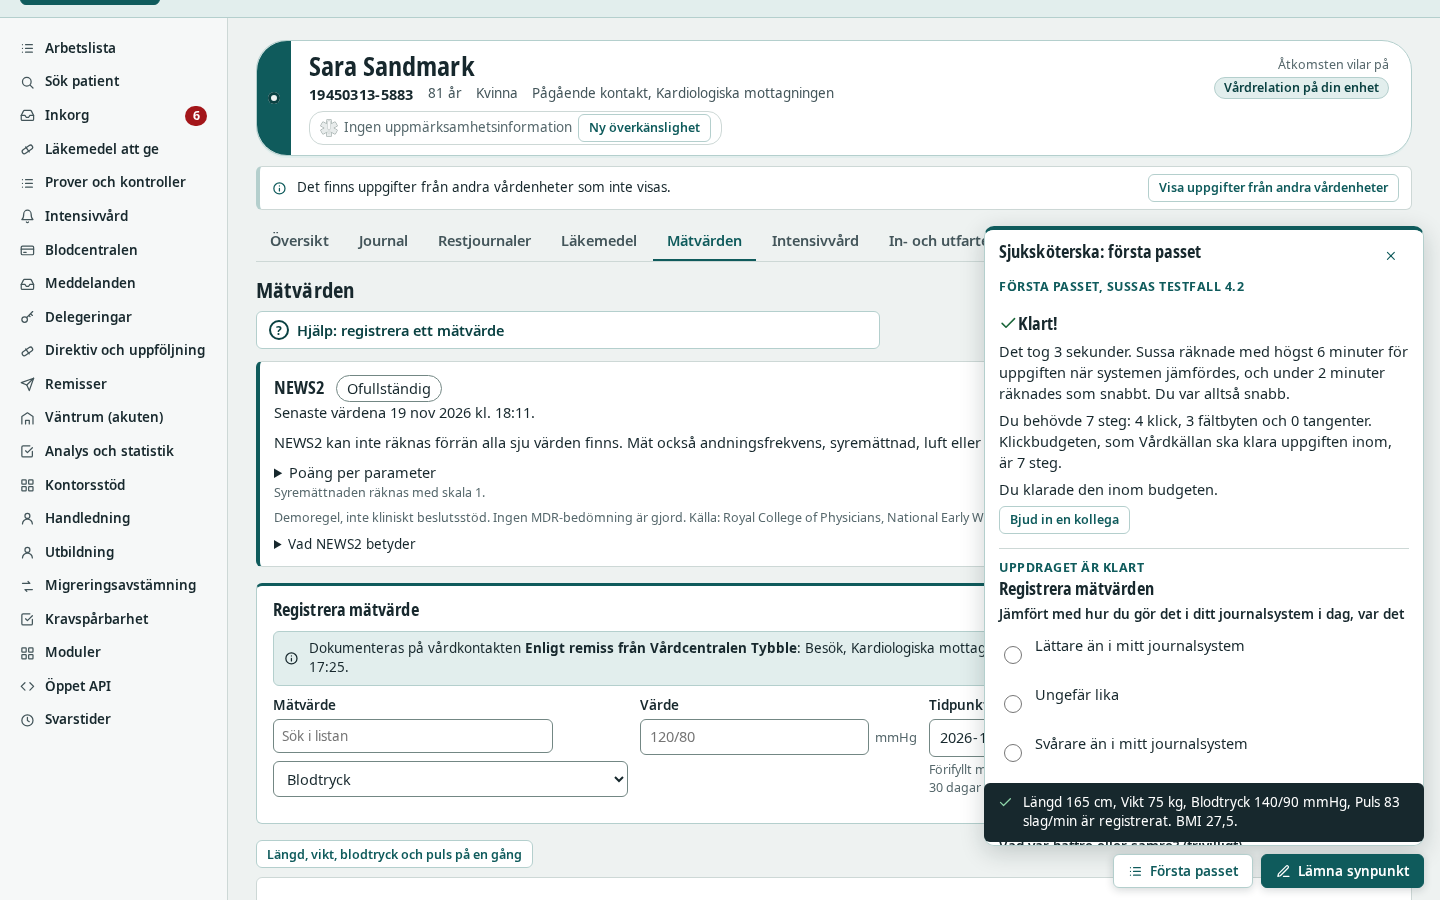 Arbetslista
Sök patient
Inkorg 6
Läkemedel att ge
Prover och kontroller
Intensivvård
Blodcentralen
Meddelanden
Delegeringar
Direktiv och uppföljning
Remisser
Väntrum (akuten)
Analys och statistik
Kontorsstöd
Handledning
Utbildning
Migreringsavstämning
Kravspårbarhet
Moduler
Öppet API
Svarstider
Sara Sandmark
19450313-5883 81 år Kvinna Pågående kontakt, Kardiologiska mottagningen
Ingen uppmärksamhetsinformation Ny överkänslighet
Åtkomsten vilar på
Vårdrelation på din enhet
Det finns uppgifter från andra vårdenheter som inte visas.
Visa uppgifter från andra vårdenheter
Översikt Journal Restjournaler Läkemedel Mätvärden Intensivvård In- och utfarte
Mätvärden
? Hjälp: registrera ett mätvärde
NEWS2 Ofullständig
Senaste värdena 19 nov 2026 kl. 18:11.
NEWS2 kan inte räknas förrän alla sju värden finns. Mät också andningsfrekvens, syremättnad, luft eller
Poäng per parameter
Syremättnaden räknas med skala 1.
Demoregel, inte kliniskt beslutsstöd. Ingen MDR-bedömning är gjord. Källa: Royal College of Physicians, National Early W
Vad NEWS2 betyder
Registrera mätvärde
Dokumenteras på vårdkontakten Enligt remiss från Vårdcentralen Tybble: Besök, Kardiologiska mottag
17:25.
Mätvärde Värde Tidpunkt
Sök i listan 120/80 mmHg 2026-1
Blodtryck
Förifyllt m
30 dagar
Längd, vikt, blodtryck och puls på en gång
Sjuksköterska: första passet
FÖRSTA PASSET, SUSSAS TESTFALL 4.2
Klart!
Det tog 3 sekunder. Sussa räknade med högst 6 minuter för
uppgiften när systemen jämfördes, och under 2 minuter
räknades som snabbt. Du var alltså snabb.
Du behövde 7 steg: 4 klick, 3 fältbyten och 0 tangenter.
Klickbudgeten, som Vårdkällan ska klara uppgiften inom,
är 7 steg.
Du klarade den inom budgeten.
Bjud in en kollega
UPPDRAGET ÄR KLART
Registrera mätvärden
Jämfört med hur du gör det i ditt journalsystem i dag, var det
Lättare än i mitt journalsystem
Ungefär lika
Svårare än i mitt journalsystem
Längd 165 cm, Vikt 75 kg, Blodtryck 140/90 mmHg, Puls 83
slag/min är registrerat. BMI 27,5.
Första passet Lämna synpunkt